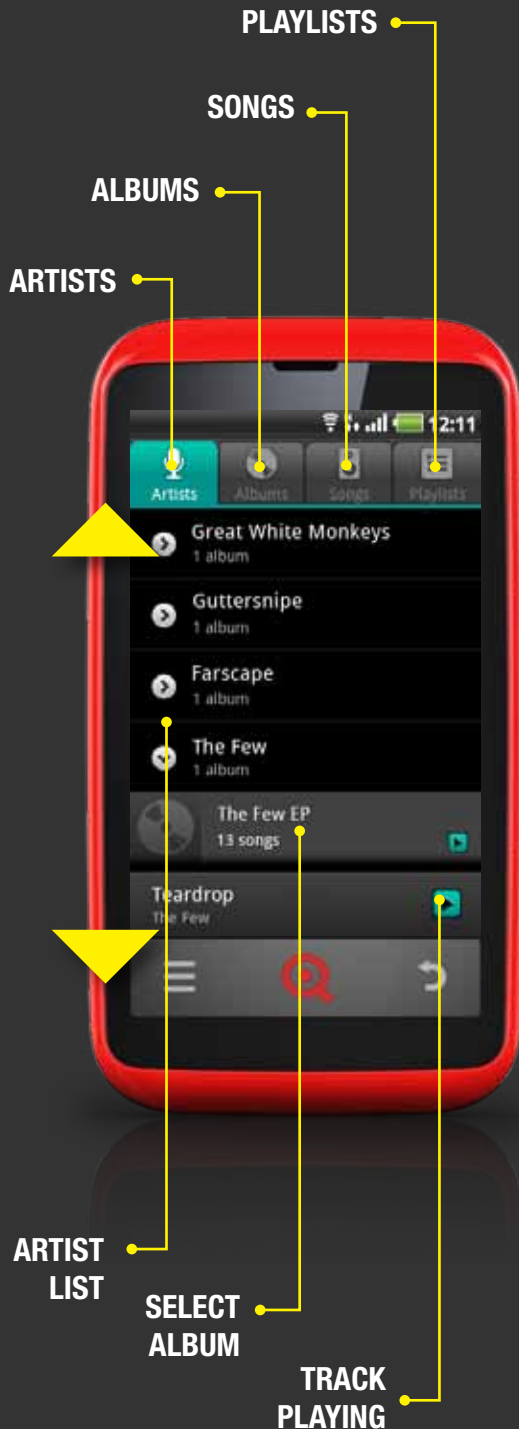 PLAYLISTS
SONGS
ALBUMS
ARTISTS
12:11
Artists Albums Songs Playlists
Great White Monkeys
1 album
Guttersnipe
1 album
Farscape
1 album
The Few
1 album
The Few EP
13 songs
Teardrop
The Few
ARTIST
LIST
SELECT
ALBUM
TRACK
PLAYING